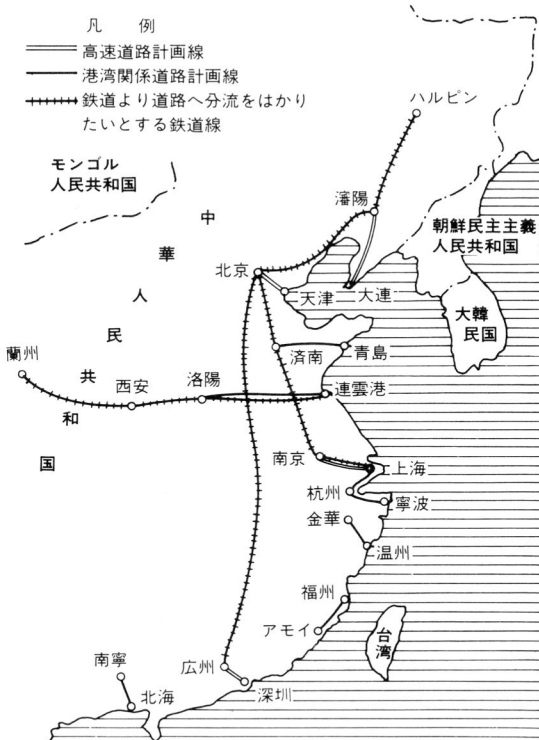 凡 例
高速道路計画線
港湾関係道路計画線
鉄道より道路へ分流をはかり
たいとする鉄道線
ハルピン
モンゴル
人民共和国
瀋陽
中
華
人
民
共
和
国
朝鮮民主主義
人民共和国
北京
天津
大連
大韓
民国
済南
青島
蘭州
西安
洛陽
連雲港
南京
上海
杭州
寧波
金華
温州
福州
アモイ
台
湾
広州
深圳
南寧
北海